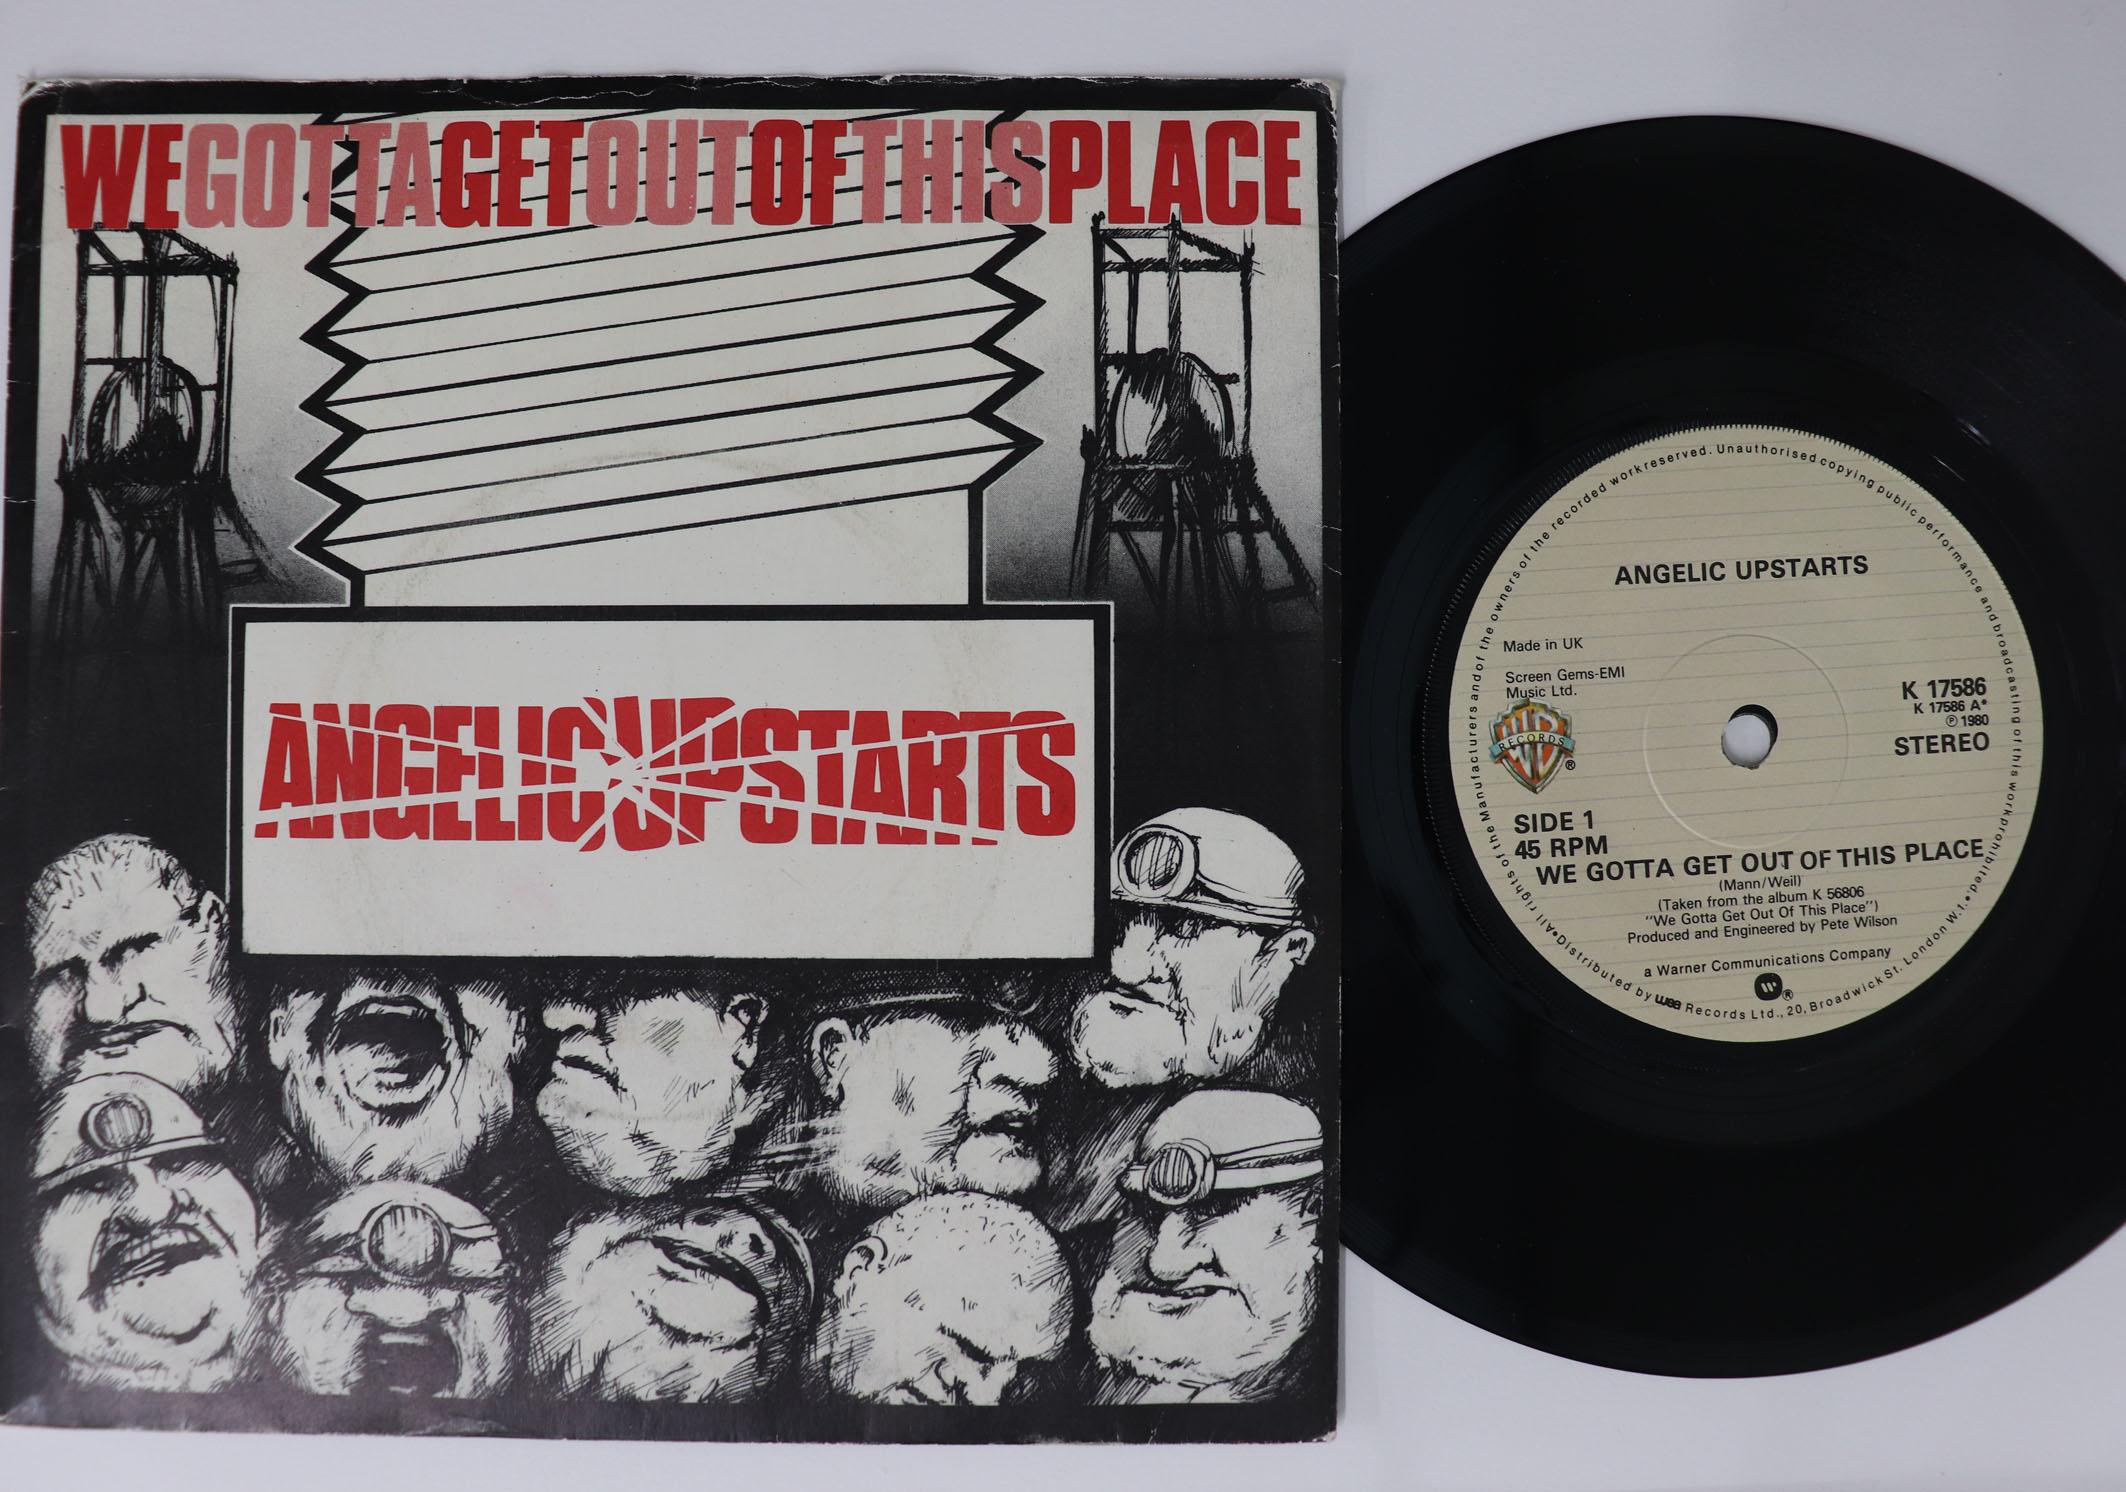 WEGOTTAGETOUTOFTHISPLACE
ANGELIC UPSTARTS
ANGELIC UPSTARTS
Made in UK
Screen Gems-EMI
Music Ltd.
K 17586
K 17586 A*
℗ 1980
STEREO
WB
RECORDS
®
SIDE 1
45 RPM
WE GOTTA GET OUT OF THIS PLACE
(Mann/Weil)
(Taken from the album K 56806
"We Gotta Get Out Of This Place")
Produced and Engineered by Pete Wilson
a Warner Communications Company
®
•All rights of the Manufacturers and of the owners of the recorded work reserved. Unauthorised copying public performance and broadcasting of this work prohibited.•
Distributed by wea Records Ltd., 20, Broadwick St. London W.1.